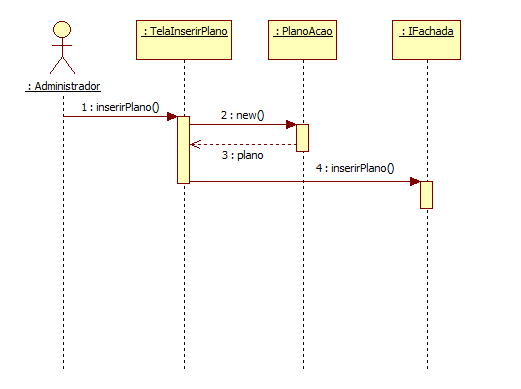 : TelaInserirPlano
: PlanoAcao
: IFachada
: Administrador
1 : inserirPlano()
2 : new()
3 : plano
4 : inserirPlano()